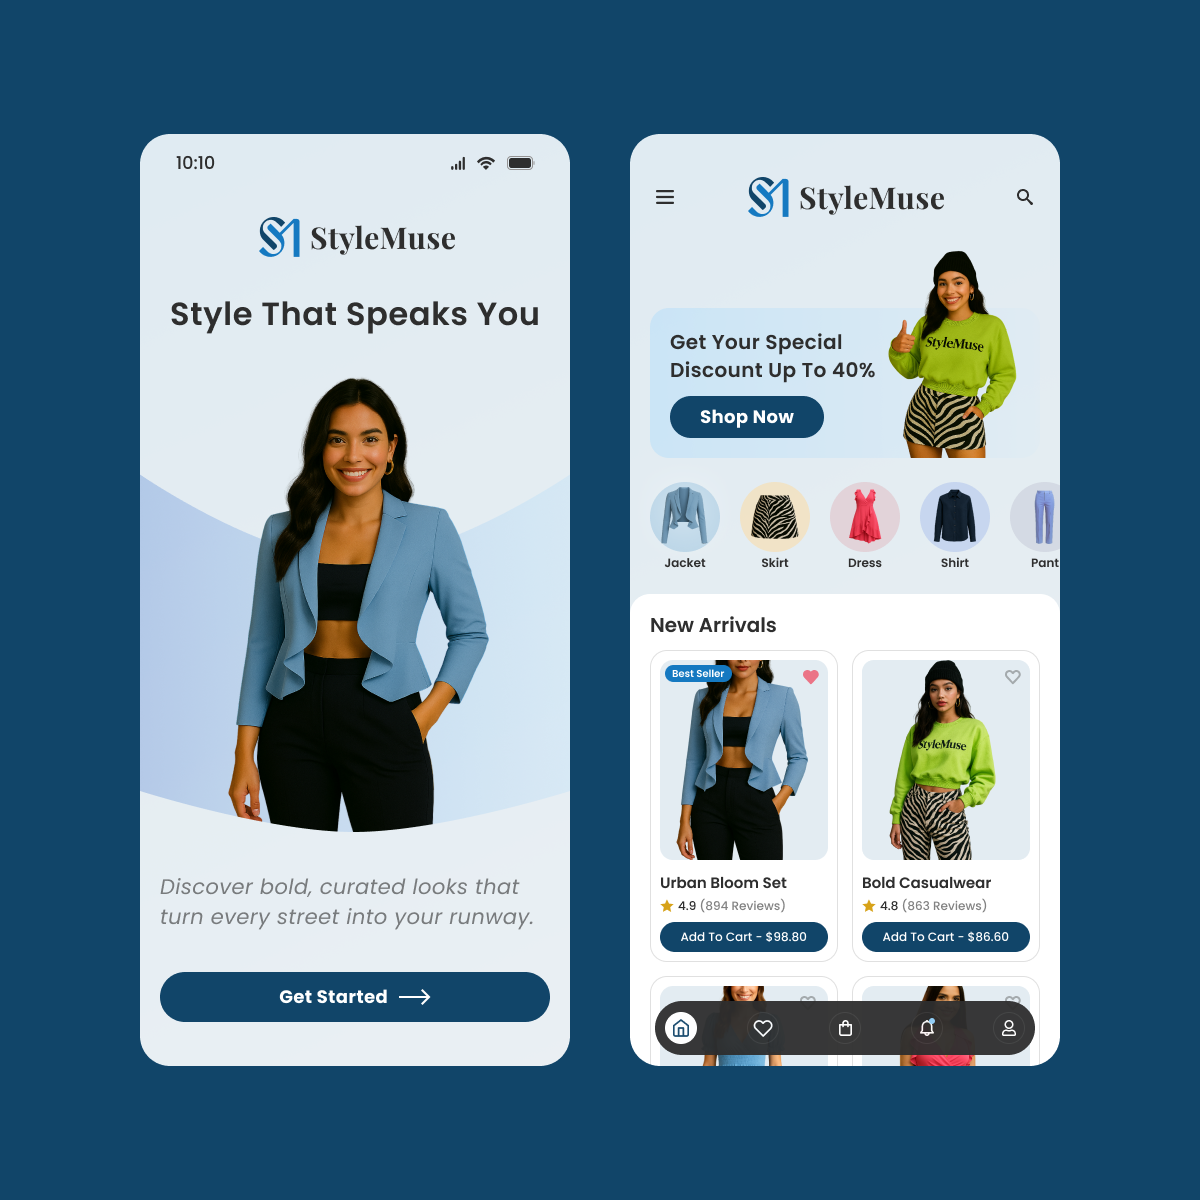 10:10
StyleMuse
Style That Speaks You
Discover bold, curated looks that
turn every street into your runway.
Get Started
StyleMuse
Get Your Special
Discount Up To 40%
Shop Now
StyleMuse
Jacket
Skirt
Dress
Shirt
Pant
New Arrivals
Best Seller
StyleMuse
Urban Bloom Set
4.9 (894 Reviews)
Add To Cart - $98.80
Bold Casualwear
4.8 (863 Reviews)
Add To Cart - $86.60